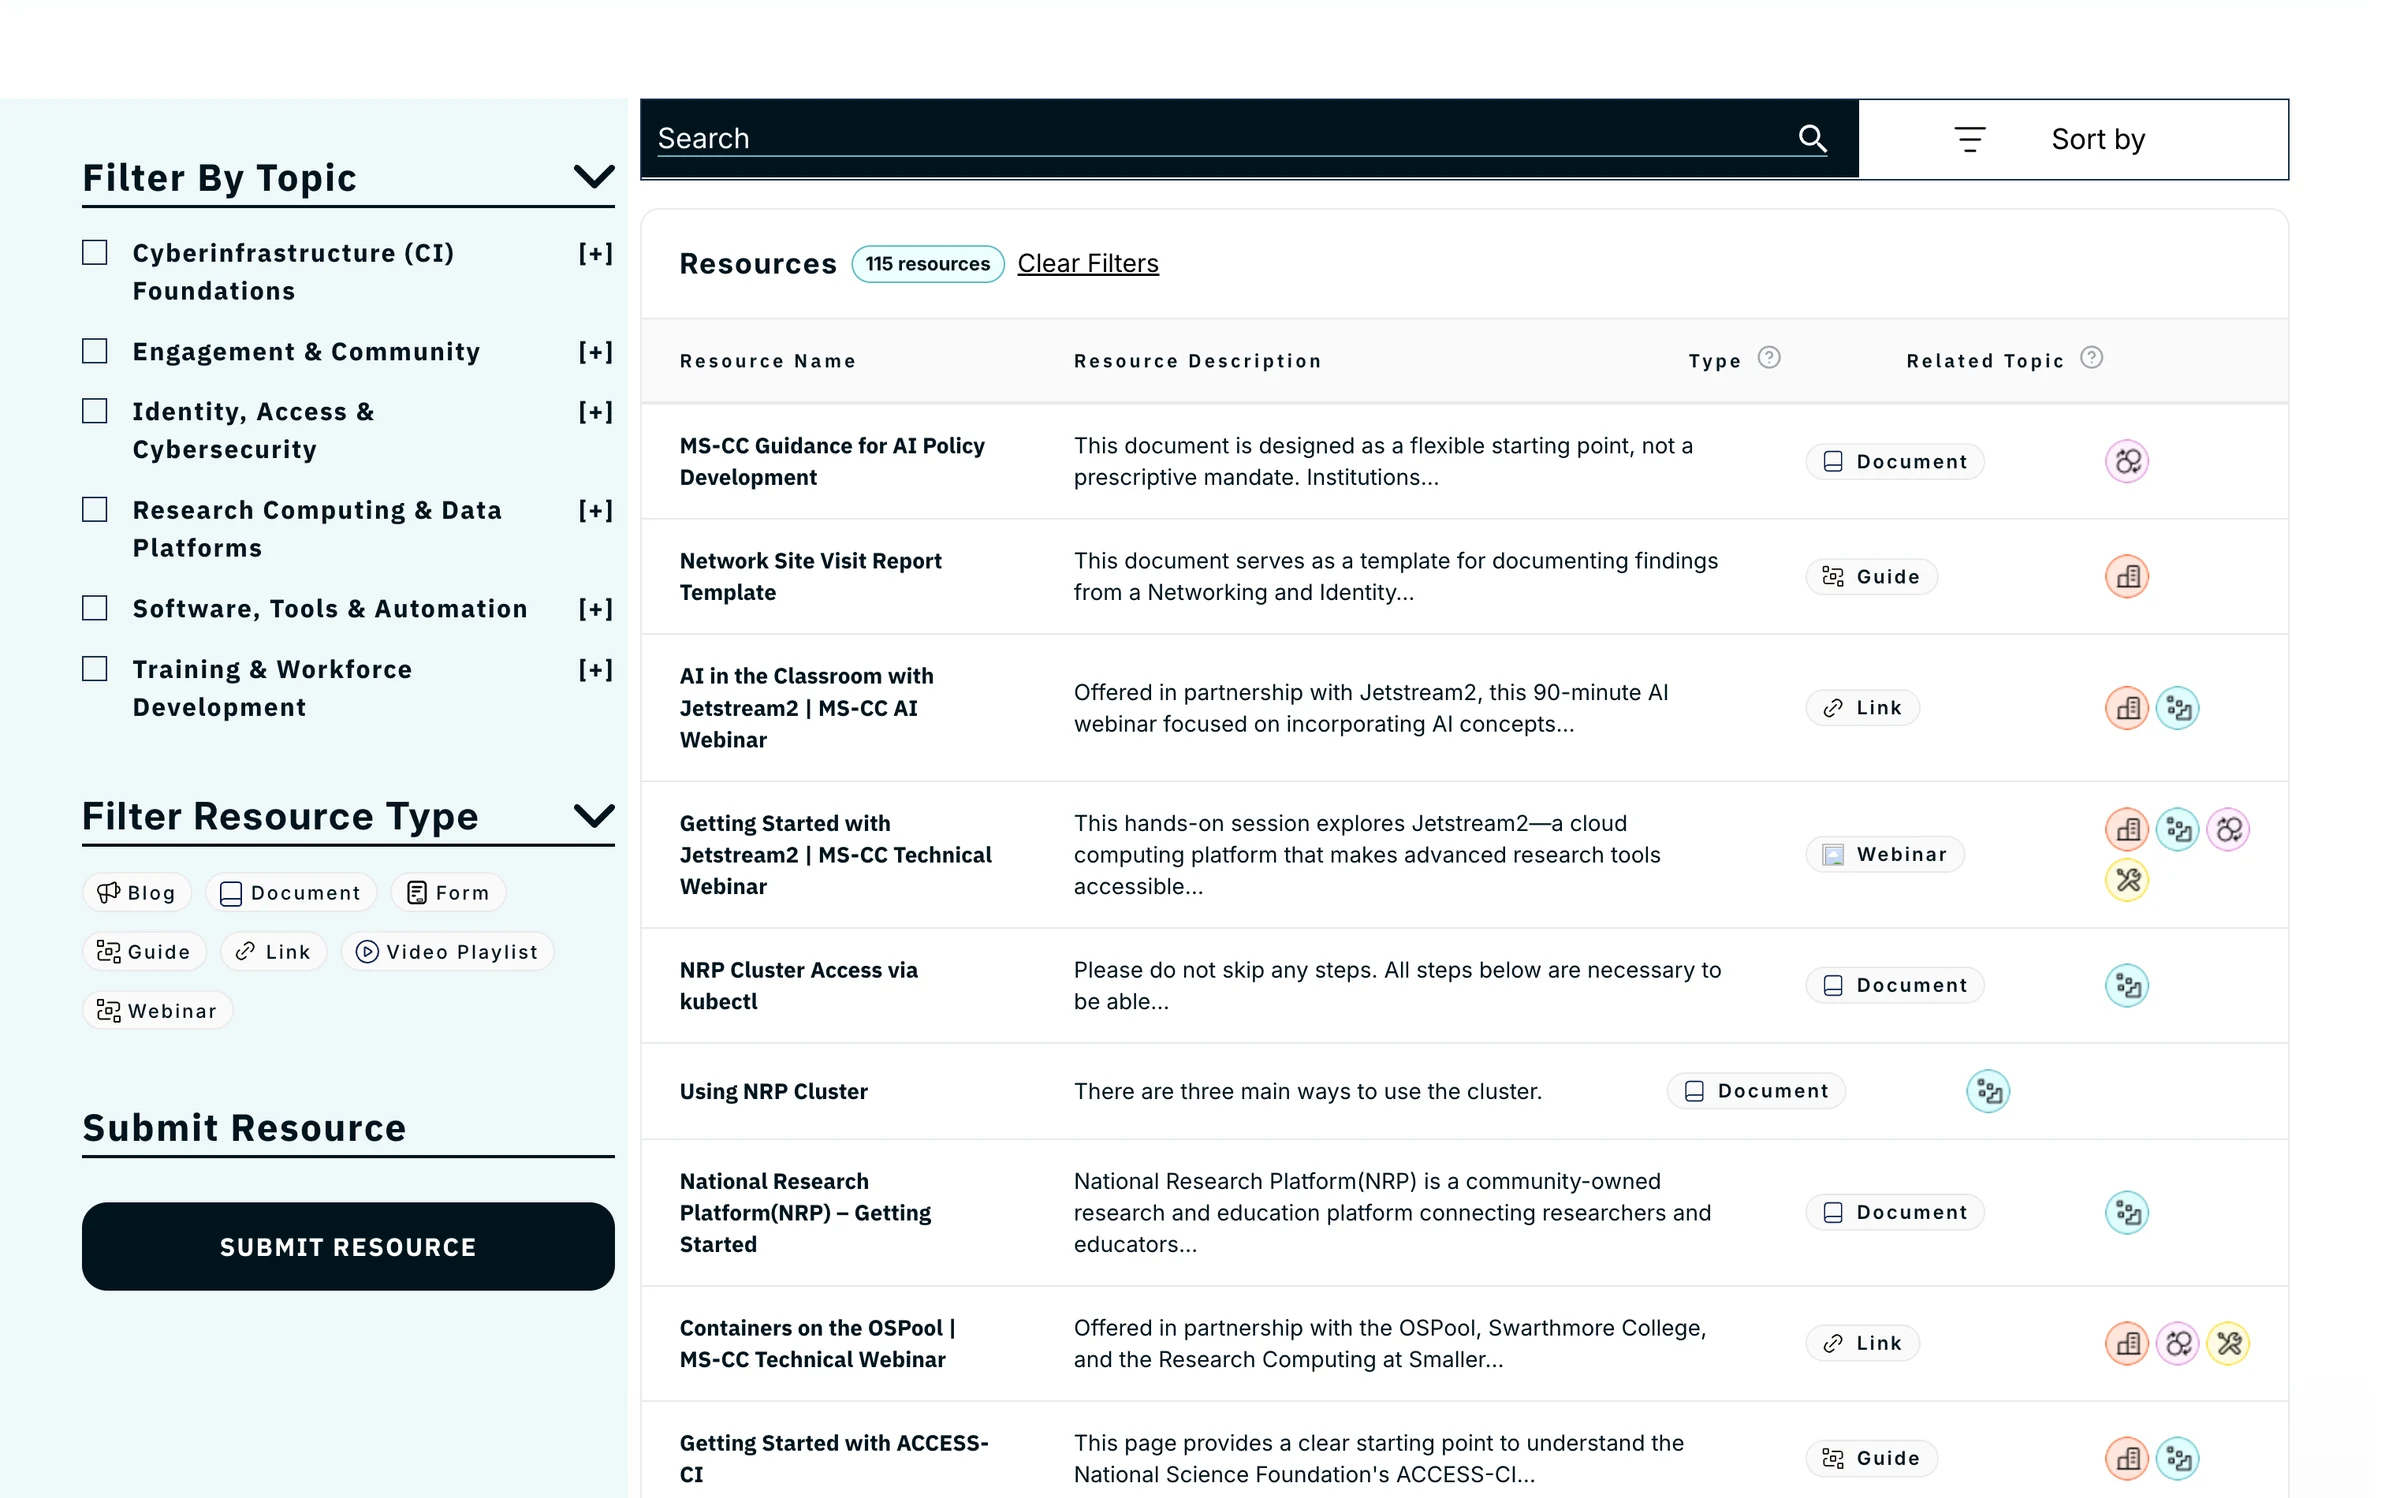 Filter By Topic
Cyberinfrastructure (CI) [+]
Foundations
Engagement & Community [+]
Identity, Access & [+]
Cybersecurity
Research Computing & Data [+]
Platforms
Software, Tools & Automation [+]
Training & Workforce [+]
Development
Filter Resource Type
Blog Document Form
Guide Link Video Playlist
Webinar
Submit Resource
SUBMIT RESOURCE
Search
Sort by
Resources 115 resources Clear Filters
Resource Name Resource Description Type ? Related Topic ?
MS-CC Guidance for AI Policy
Development
This document is designed as a flexible starting point, not a
prescriptive mandate. Institutions...
Document
Network Site Visit Report
Template
This document serves as a template for documenting findings
from a Networking and Identity...
Guide
AI in the Classroom with
Jetstream2 | MS-CC AI
Webinar
Offered in partnership with Jetstream2, this 90-minute AI
webinar focused on incorporating AI concepts...
Link
Getting Started with
Jetstream2 | MS-CC Technical
Webinar
This hands-on session explores Jetstream2—a cloud
computing platform that makes advanced research tools
accessible...
Webinar
NRP Cluster Access via
kubectl
Please do not skip any steps. All steps below are necessary to
be able...
Document
Using NRP Cluster
There are three main ways to use the cluster.
Document
National Research
Platform(NRP) – Getting
Started
National Research Platform(NRP) is a community-owned
research and education platform connecting researchers and
educators...
Document
Containers on the OSPool |
MS-CC Technical Webinar
Offered in partnership with the OSPool, Swarthmore College,
and the Research Computing at Smaller...
Link
Getting Started with ACCESS-
CI
This page provides a clear starting point to understand the
National Science Foundation's ACCESS-CI...
Guide